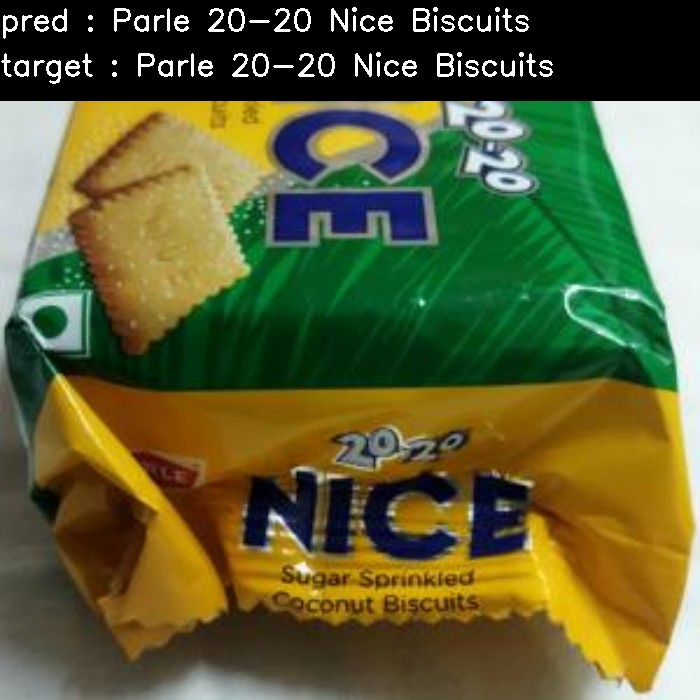 pred : Parle 20-20 Nice Biscuits
target : Parle 20-20 Nice Biscuits
20-20
CE
20-20
NICE
Sugar Sprinkled
Coconut Biscuits